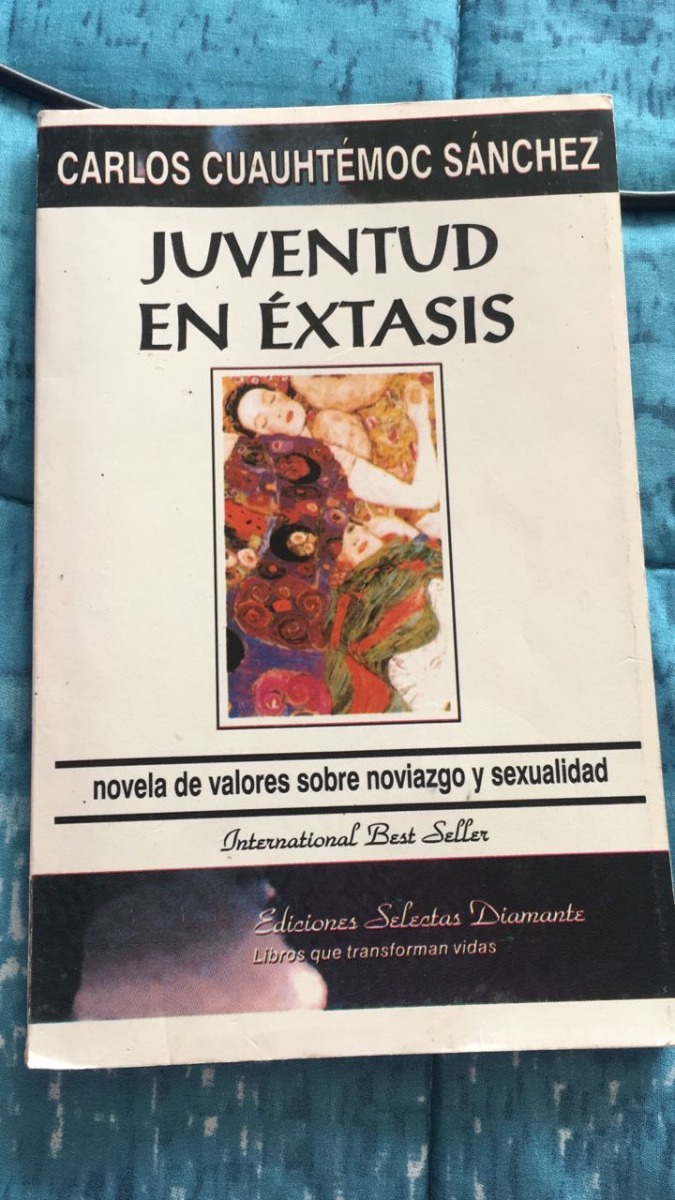 CARLOS CUAUHTÉMOC SÁNCHEZ
JUVENTUD
EN ÉXTASIS
novela de valores sobre noviazgo y sexualidad
International Best Seller
Ediciones Selectas Diamante
Libros que transforman vidas